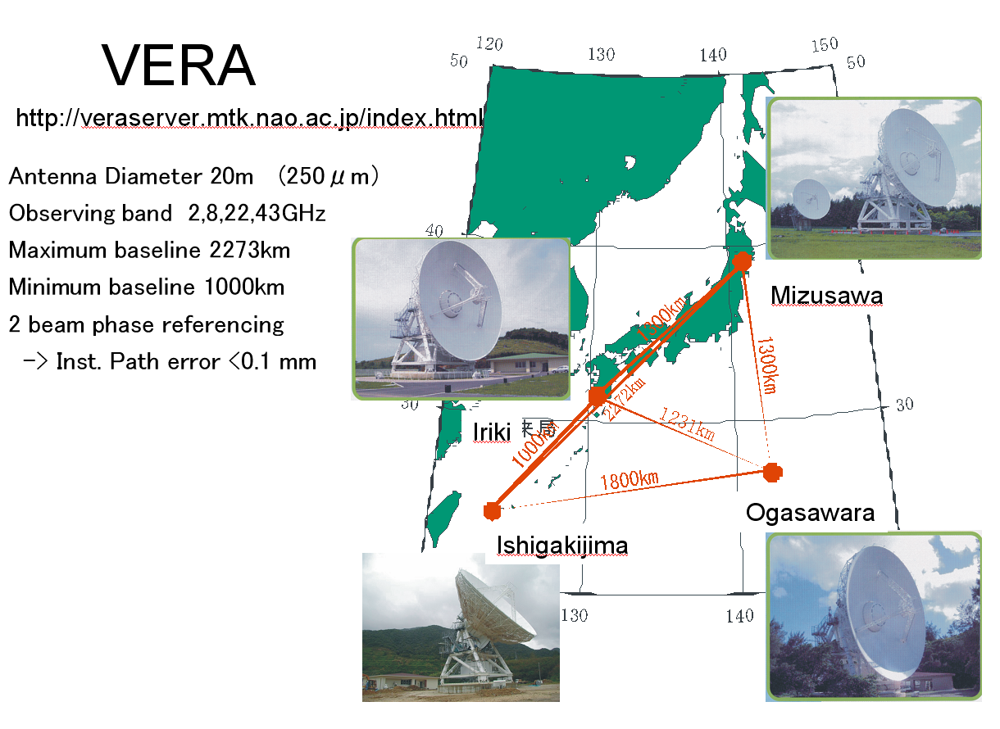 VERA
http://veraserver.mtk.nao.ac.jp/index.html
Antenna Diameter 20m （250μm）
Observing band 2,8,22,43GHz
Maximum baseline 2273km
Minimum baseline 1000km
2 beam phase referencing
-> Inst. Path error <0.1 mm
120
130
140
150
50
50
40
30
30
130
140
Mizusawa
1300km
1300km
2272km
1231km
Iriki
来局
1000km
1800km
Ogasawara
Ishigakijima